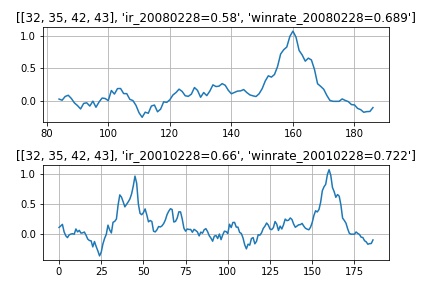 [[32, 35, 42, 43], 'ir_20080228=0.58', 'winrate_20080228=0.689']
1.0
0.5
0.0
80 100 120 140 160 180
[[32, 35, 42, 43], 'ir_20010228=0.66', 'winrate_20010228=0.722']
1.0
0.5
0.0
0 25 50 75 100 125 150 175